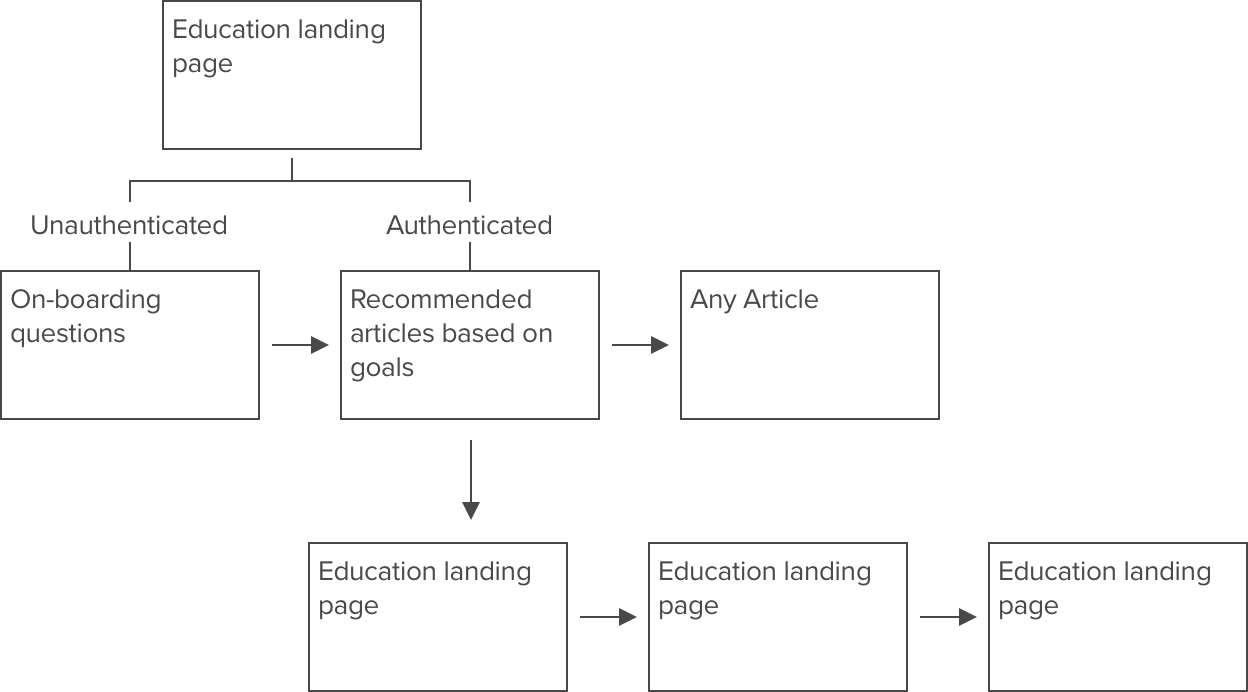 Education landing
page
Unauthenticated
Authenticated
On-boarding
questions
Recommended
articles based on
goals
Any Article
Education landing
page
Education landing
page
Education landing
page